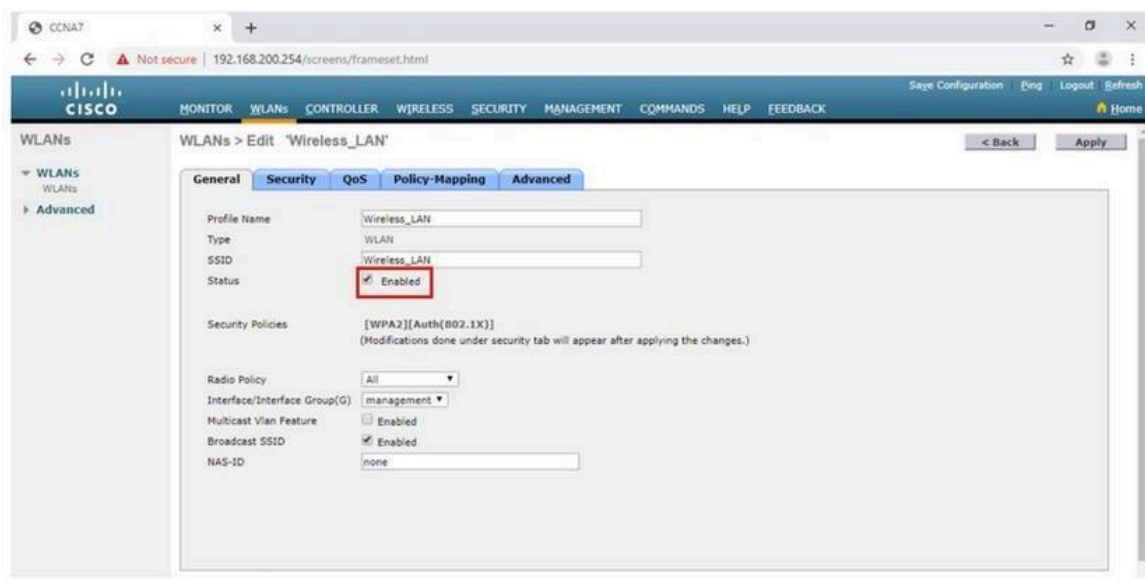 CCNA7
Not secure | 192.168.200.254/screens/frameset.html
Save Configuration Ping Logout Refresh
CISCO MONITOR WLANs CONTROLLER WIRELESS SECURITY MANAGEMENT COMMANDS HELP FEEDBACK Home
WLANs WLANs > Edit 'Wireless_LAN' < Back Apply
WLANs
WLANs
Advanced
General Security QoS Policy-Mapping Advanced
Profile Name Wireless_LAN
Type WLAN
SSID Wireless_LAN
Status Enabled
Security Policies [WPA2][Auth(802.1X)]
(Modifications done under security tab will appear after applying the changes.)
Radio Policy All
Interface/Interface Group(G) management
Multicast Vlan Feature Enabled
Broadcast SSID Enabled
NAS-ID none